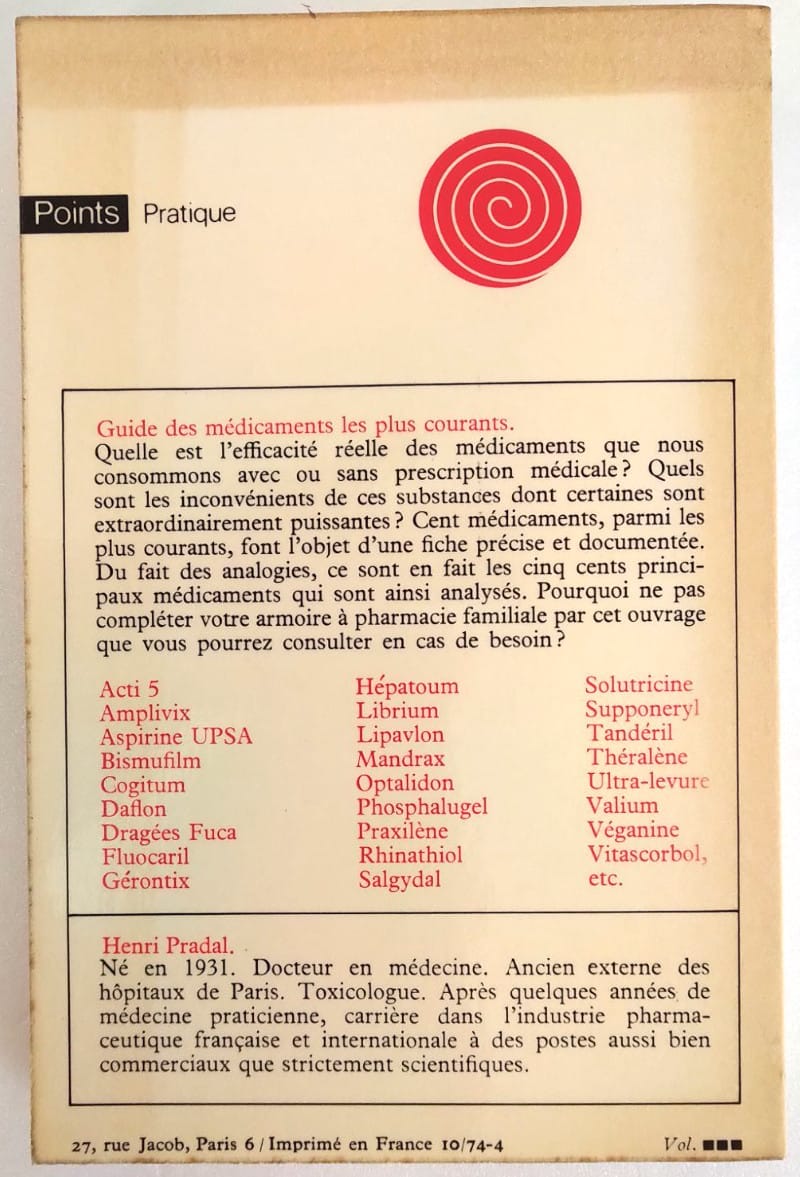 Points Pratique
Guide des médicaments les plus courants.
Quelle est l'efficacité réelle des médicaments que nous
consommons avec ou sans prescription médicale ? Quels
sont les inconvénients de ces substances dont certaines sont
extraordinairement puissantes ? Cent médicaments, parmi les
plus courants, font l'objet d'une fiche précise et documentée.
Du fait des analogies, ce sont en fait les cinq cents princi-
paux médicaments qui sont ainsi analysés. Pourquoi ne pas
compléter votre armoire à pharmacie familiale par cet ouvrage
que vous pourrez consulter en cas de besoin ?
Acti 5
Amplivix
Aspirine UPSA
Bismufilm
Cogitum
Daflon
Dragées Fuca
Fluocaril
Gérontix
Hépatoum
Librium
Lipavlon
Mandrax
Optalidon
Phosphalugel
Praxilène
Rhinathiol
Salgydal
Solutricine
Supponeryl
Tandéril
Théralène
Ultra-levure
Valium
Véganine
Vitascorbol,
etc.
Henri Pradal.
Né en 1931. Docteur en médecine. Ancien externe des
hôpitaux de Paris. Toxicologue. Après quelques années de
médecine praticienne, carrière dans l'industrie pharma-
ceutique française et internationale à des postes aussi bien
commerciaux que strictement scientifiques.
27, rue Jacob, Paris 6 / Imprimé en France 10/74-4
Vol. ■■■